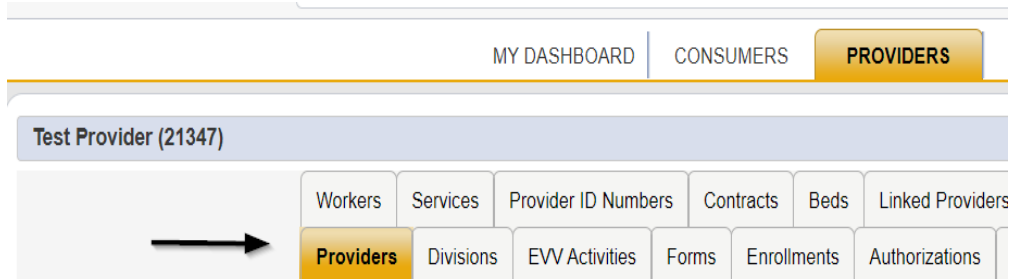 MY DASHBOARD CONSUMERS PROVIDERS
Test Provider (21347)
Workers Services Provider ID Numbers Contracts Beds Linked Providers
Providers Divisions EVV Activities Forms Enrollments Authorizations